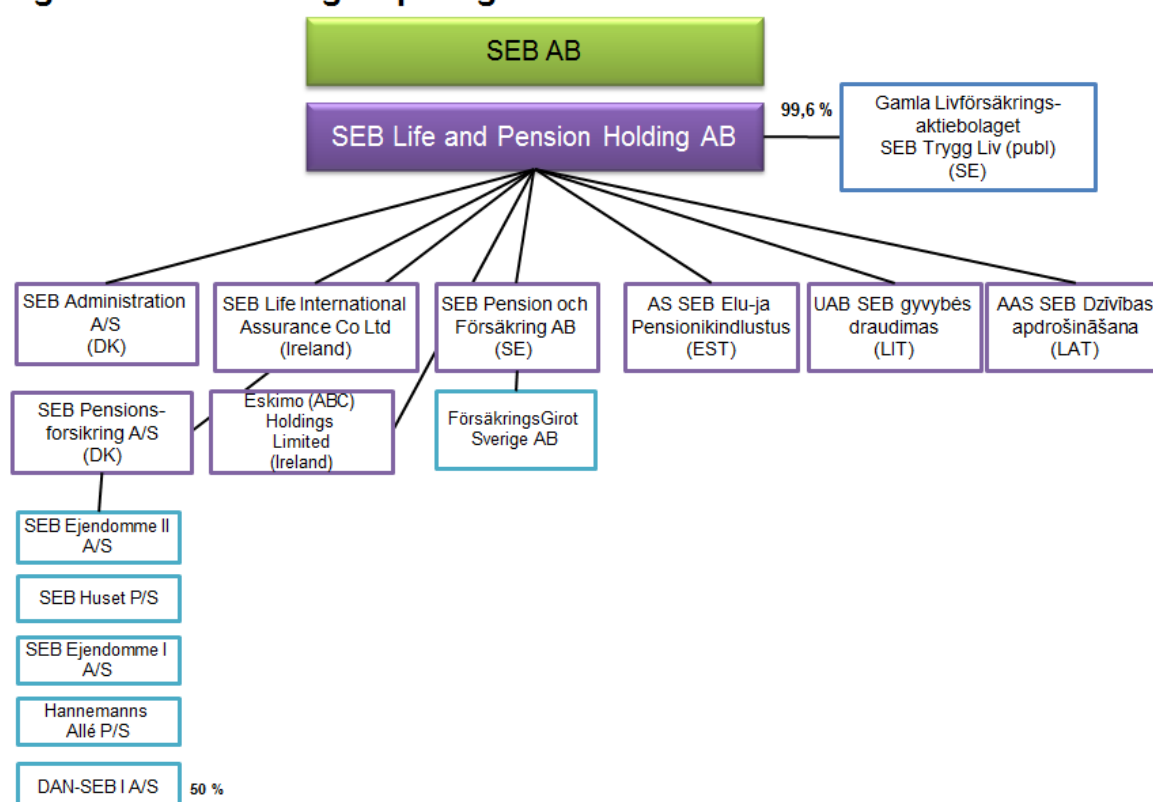 SEB AB
SEB Life and Pension Holding AB
99,6 %
Gamla Livförsäkrings-
aktiebolaget
SEB Trygg Liv (publ)
(SE)
SEB Administration
A/S
(DK)
SEB Life International
Assurance Co Ltd
(Ireland)
SEB Pension och
Försäkring AB
(SE)
AS SEB Elu-ja
Pensionikindlustus
(EST)
UAB SEB gyvybės
draudimas
(LIT)
AAS SEB Dzīvības
apdrošināšana
(LAT)
SEB Pensions-
forsikring A/S
(DK)
Eskimo (ABC)
Holdings
Limited
(Ireland)
FörsäkringsGirot
Sverige AB
SEB Ejendomme II
A/S
SEB Huset P/S
SEB Ejendomme I
A/S
Hannemanns
Allé P/S
DAN-SEB I A/S
50 %